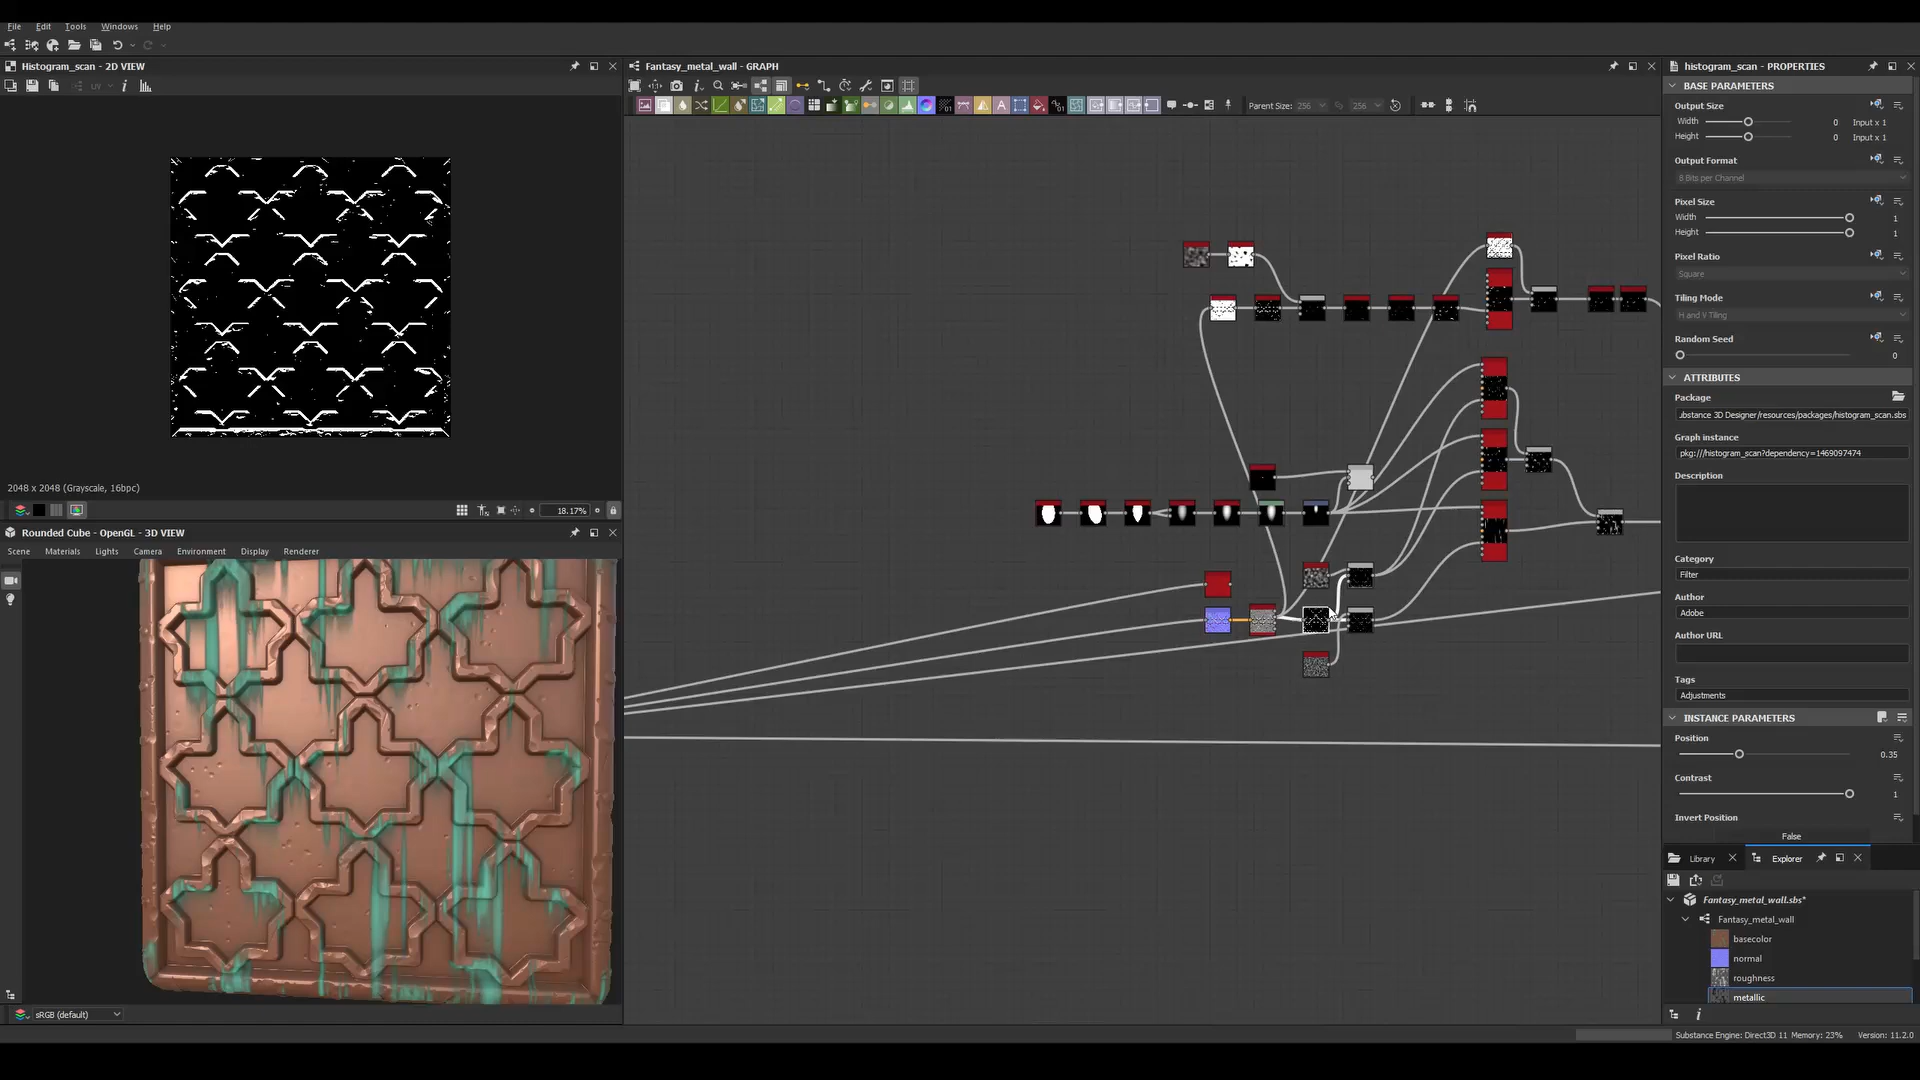 File Edit Tools Windows Help
Histogram_scan - 2D VIEW
2048 x 2048 (Grayscale, 16bpc)
18.17%
Rounded Cube - OpenGL - 3D VIEW
Scene Materials Lights Camera Environment Display Renderer
sRGB (default)
Fantasy_metal_wall - GRAPH
Parent Size: 256 256
histogram_scan - PROPERTIES
BASE PARAMETERS
Output Size
Width 0 Input x 1
Height 0 Input x 1
Output Format
8 Bits per Channel
Pixel Size
Width 1
Height 1
Pixel Ratio
Square
Tiling Mode
H and V Tiling
Random Seed
0
ATTRIBUTES
Package
ubstance 3D Designer/resources/packages/histogram_scan.sbs
Graph instance
pkg:///histogram_scan?dependency=1469097474
Description
Category
Filter
Author
Adobe
Author URL
Tags
Adjustments
INSTANCE PARAMETERS
Position
0.35
Contrast
1
Invert Position
False
Library Explorer
Fantasy_metal_wall.sbs*
Fantasy_metal_wall
basecolor
normal
roughness
metallic
Substance Engine: Direct3D 11 Memory: 23% Version: 11.2.0